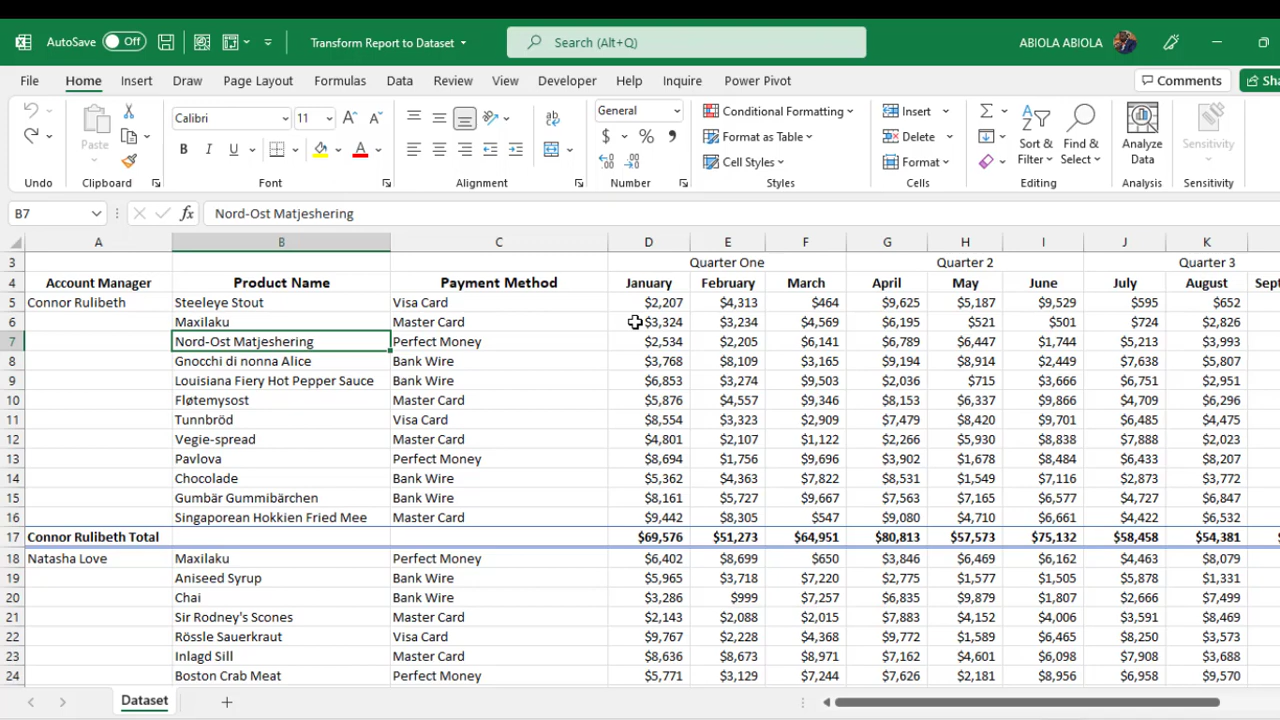 AutoSave Off Transform Report to Dataset Search (Alt+Q) ABIOLA ABIOLA
File Home Insert Draw Page Layout Formulas Data Review View Developer Help Inquire Power Pivot Comments Sha
Calibri 11 General Conditional Formatting Insert
Paste B I U A $ % Format as Table Delete Sort & Filter Find & Select Analyze Data Sensitivity
Cell Styles Format
Undo Clipboard Font Alignment Number Styles Cells Editing Analysis Sensitivity
B7 fx Nord-Ost Matjeshering
A B C D E F G H I J K
3 Quarter One Quarter 2 Quarter 3
4 Account Manager Product Name Payment Method January February March April May June July August Sept
5 Connor Rulibeth Steeleye Stout Visa Card $2,207 $4,313 $464 $9,625 $5,187 $9,529 $595 $652
6 Maxilaku Master Card $3,324 $3,234 $4,569 $6,195 $521 $501 $724 $2,826
7 Nord-Ost Matjeshering Perfect Money $2,534 $2,205 $6,141 $6,789 $6,447 $1,744 $5,213 $3,993
8 Gnocchi di nonna Alice Bank Wire $3,768 $8,109 $3,165 $9,194 $8,914 $2,449 $7,638 $5,807
9 Louisiana Fiery Hot Pepper Sauce Bank Wire $6,853 $3,274 $9,503 $2,036 $715 $3,666 $6,751 $2,951
10 Fløtemysost Master Card $5,876 $4,557 $9,346 $8,153 $6,337 $9,866 $4,709 $6,296
11 Tunnbröd Visa Card $8,554 $3,323 $2,909 $7,479 $8,420 $9,701 $6,485 $4,475
12 Vegie-spread Master Card $4,801 $2,107 $1,122 $2,266 $5,930 $8,838 $7,888 $2,023
13 Pavlova Perfect Money $8,694 $1,756 $9,696 $3,902 $1,678 $8,484 $6,433 $8,207
14 Chocolade Bank Wire $5,362 $4,363 $7,822 $8,531 $1,549 $7,116 $2,873 $3,772
15 Gumbär Gummibärchen Bank Wire $8,161 $5,727 $9,667 $7,563 $7,165 $6,577 $4,727 $6,847
16 Singaporean Hokkien Fried Mee Master Card $9,442 $8,305 $547 $9,080 $4,710 $6,661 $4,422 $6,532
17 Connor Rulibeth Total $69,576 $51,273 $64,951 $80,813 $57,573 $75,132 $58,458 $54,381
18 Natasha Love Maxilaku Perfect Money $6,402 $8,699 $650 $3,846 $6,469 $6,162 $4,463 $8,079
19 Aniseed Syrup Bank Wire $5,965 $3,718 $7,220 $2,775 $1,577 $1,505 $5,878 $1,331
20 Chai Bank Wire $3,286 $999 $7,257 $6,835 $9,879 $1,807 $2,666 $7,499
21 Sir Rodney's Scones Master Card $2,143 $2,088 $2,015 $7,883 $4,152 $4,006 $3,591 $8,469
22 Rössle Sauerkraut Visa Card $9,767 $2,228 $4,368 $9,772 $1,589 $6,465 $8,250 $3,573
23 Inlagd Sill Master Card $8,636 $8,673 $8,971 $7,162 $4,601 $6,098 $7,908 $3,688
24 Boston Crab Meat Perfect Money $5,771 $3,129 $7,244 $7,626 $2,181 $8,956 $6,958 $9,570
Dataset